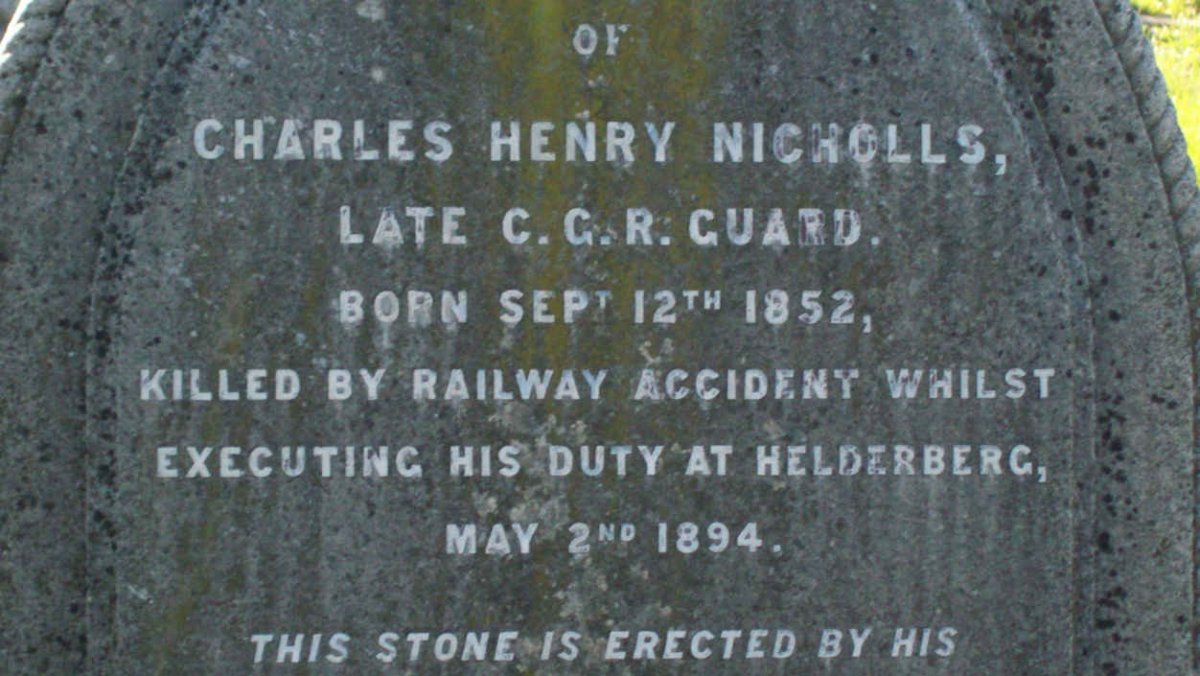 OF
CHARLES HENRY NICHOLLS,
LATE C.G.R. GUARD.
BORN SEPT 12TH 1852,
KILLED BY RAILWAY ACCIDENT WHILST
EXECUTING HIS DUTY AT HELDERBERG,
MAY 2ND 1894.
THIS STONE IS ERECTED BY HIS